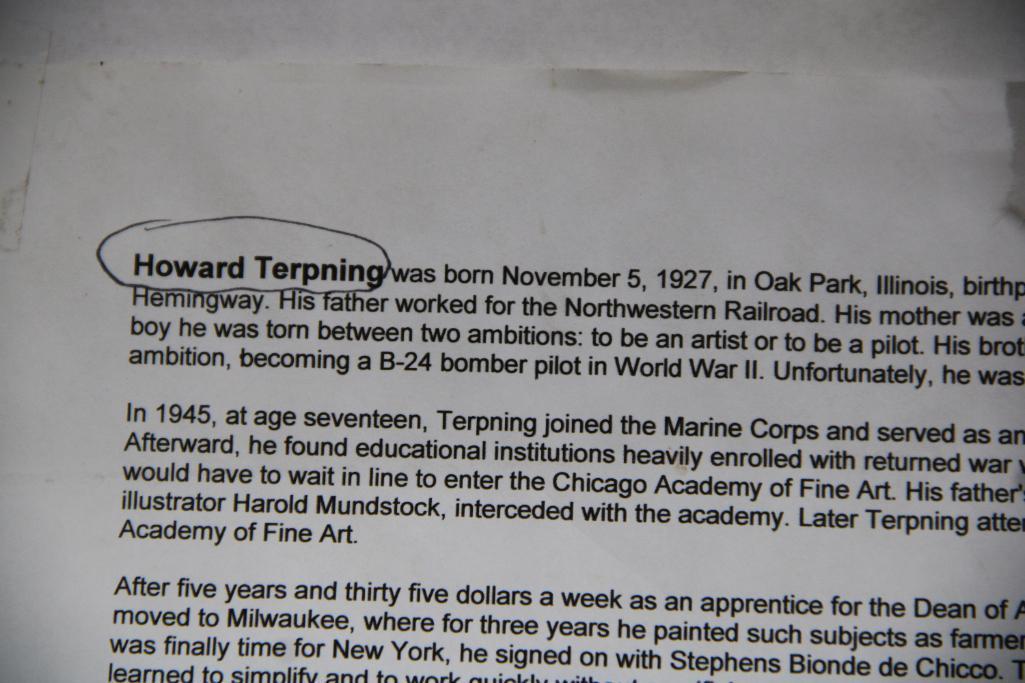 Howard Terpning was born November 5, 1927, in Oak Park, Illinois, birthp
Hemingway. His father worked for the Northwestern Railroad. His mother was a
boy he was torn between two ambitions: to be an artist or to be a pilot. His brot
ambition, becoming a B-24 bomber pilot in World War II. Unfortunately, he was
In 1945, at age seventeen, Terpning joined the Marine Corps and served as an
Afterward, he found educational institutions heavily enrolled with returned war
would have to wait in line to enter the Chicago Academy of Fine Art. His father's
illustrator Harold Mundstock, interceded with the academy. Later Terpning atte
Academy of Fine Art.
After five years and thirty five dollars a week as an apprentice for the Dean of A
moved to Milwaukee, where for three years he painted such subjects as farmer
was finally time for New York, he signed on with Stephens Bionde de Chicco. T
learned to simplify and to work quickly without